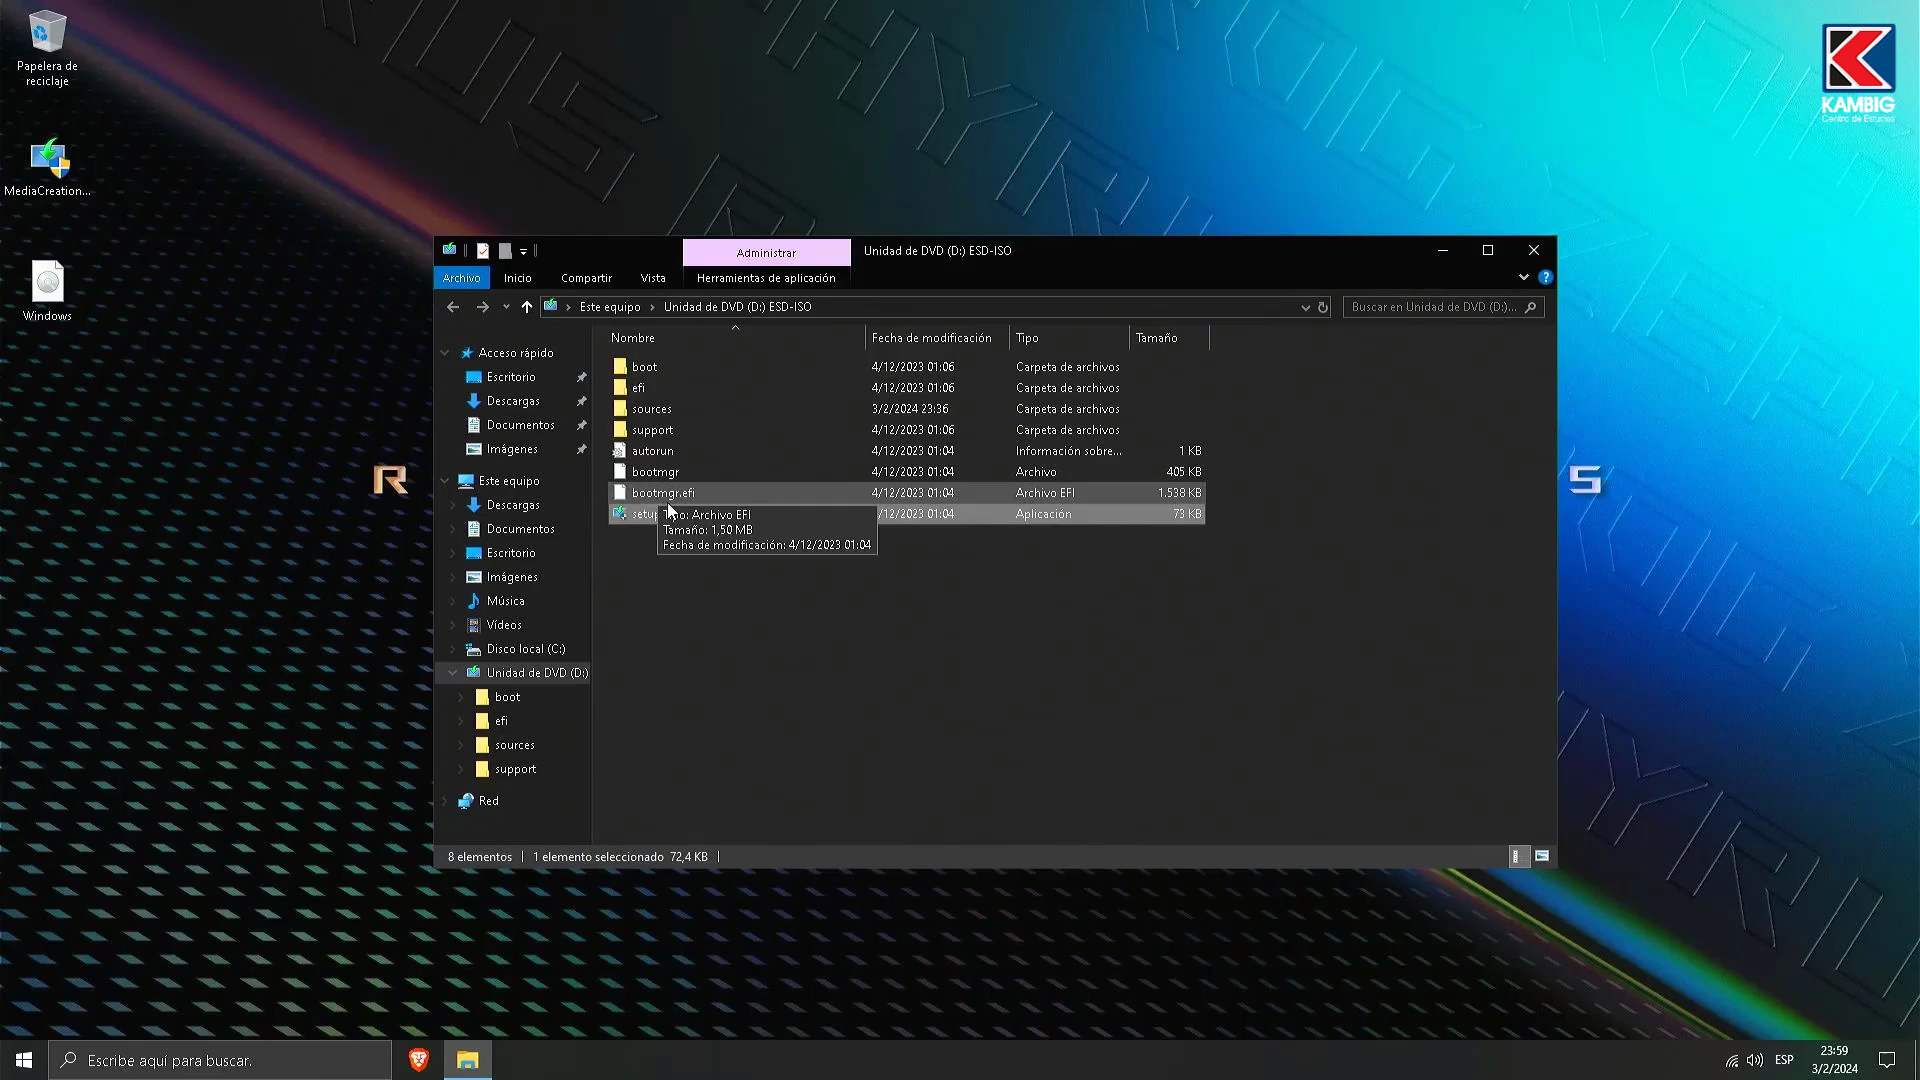 Papelera de
reciclaje
MediaCreation...
Windows
KAMBIG
Centro de Estudios
R
S
Administrar
Unidad de DVD (D:) ESD-ISO
Archivo
Inicio
Compartir
Vista
Herramientas de aplicación
Este equipo
Unidad de DVD (D:) ESD-ISO
Buscar en Unidad de DVD (D:)...
Nombre
Fecha de modificación
Tipo
Tamaño
boot 4/12/2023 01:06 Carpeta de archivos
efi 4/12/2023 01:06 Carpeta de archivos
sources 3/2/2024 23:36 Carpeta de archivos
support 4/12/2023 01:06 Carpeta de archivos
autorun 4/12/2023 01:04 Información sobre... 1 KB
bootmgr 4/12/2023 01:04 Archivo 405 KB
bootmgr.efi 4/12/2023 01:04 Archivo EFI 1.538 KB
setup /12/2023 01:04 Aplicación 73 KB
Tipo: Archivo EFI
Tamaño: 1,50 MB
Fecha de modificación: 4/12/2023 01:04
Acceso rápido
Escritorio
Descargas
Documentos
Imágenes
Este equipo
Descargas
Documentos
Escritorio
Imágenes
Música
Vídeos
Disco local (C:)
Unidad de DVD (D:)
boot
efi
sources
support
Red
8 elementos
1 elemento seleccionado 72,4 KB
Escribe aquí para buscar.
ESP
23:59
3/2/2024